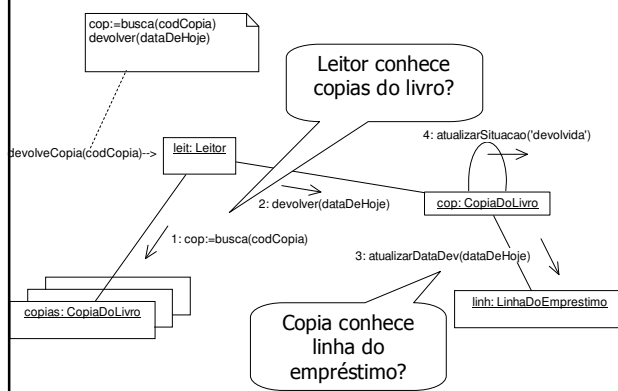 cop:=busca(codCopia)
devolver(dataDeHoje)
Leitor conhece
copias do livro?
4: atualizarSituacao('devolvida')
devolveCopia(codCopia)-->
leit: Leitor
2: devolver(dataDeHoje)
cop: CopiaDoLivro
1: cop:=busca(codCopia)
3: atualizarDataDev(dataDeHoje)
copias: CopiaDoLivro
linh: LinhaDoEmprestimo
Copia conhece
linha do
empréstimo?